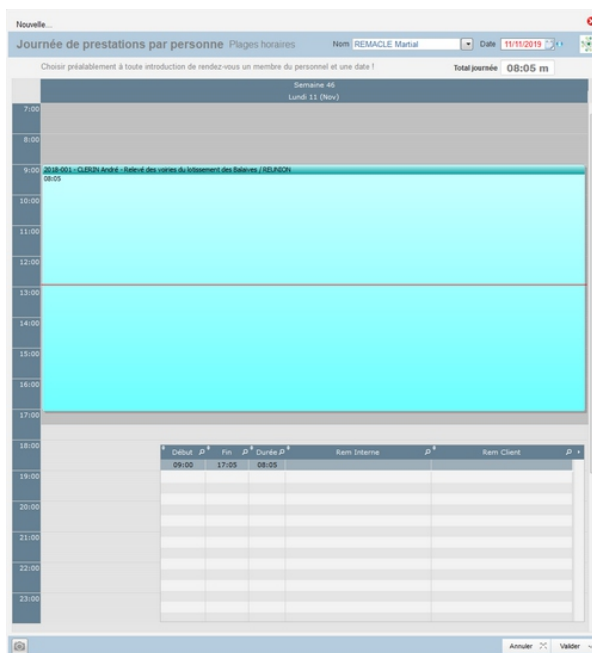 Nouvelle...
Journée de prestations par personne Plages horaires Nom REMACLE Martial Date 11/11/2019
Choisir préalablement à toute introduction de rendez-vous un membre du personnel et une date ! Total journée 08:05 m
Semaine 46
Lundi 11 (Nov)
7:00
8:00
9:00 2018-001 - CLERIN André - Relevé des voiries du lotissement des Balaives / REUNION
08:05
10:00
11:00
12:00
13:00
14:00
15:00
16:00
17:00
18:00
Début Fin Durée Rem Interne Rem Client
09:00 17:05 08:05
19:00
20:00
21:00
22:00
23:00
Annuler Valider